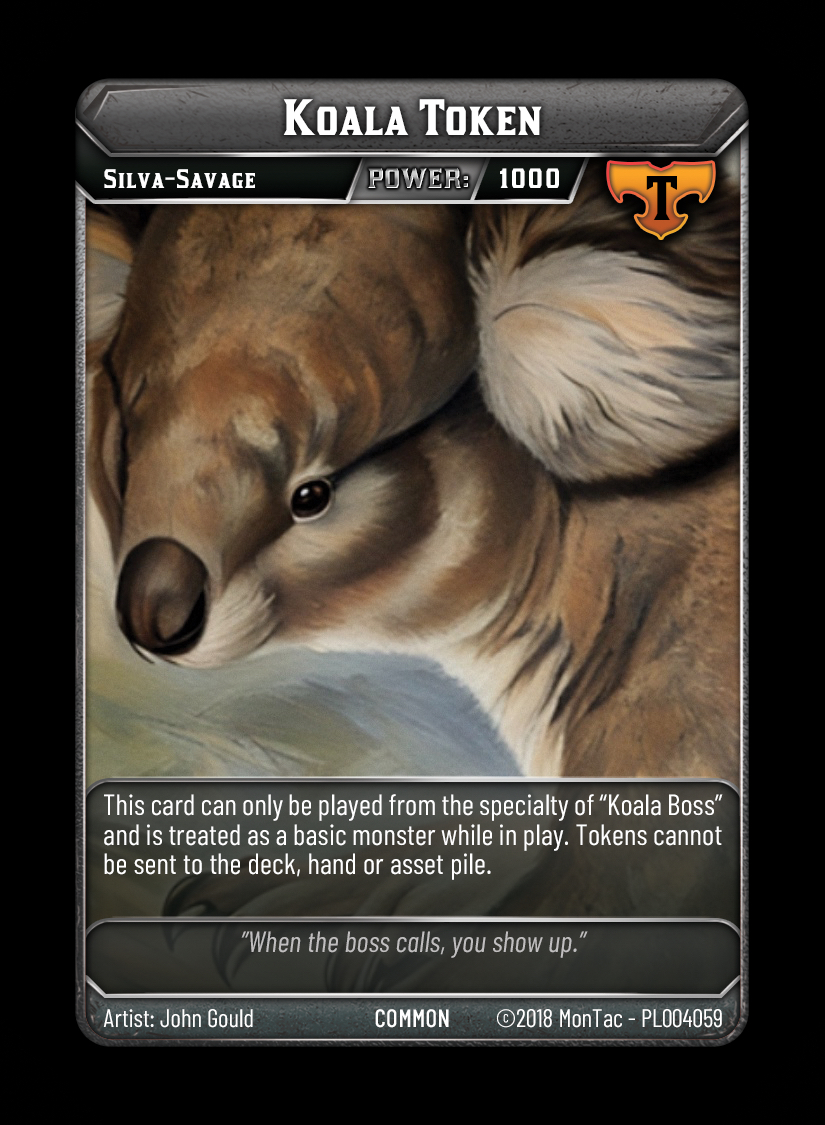 Koala Token
Silva-Savage POWER: 1000 T
This card can only be played from the specialty of "Koala Boss"
and is treated as a basic monster while in play. Tokens cannot
be sent to the deck, hand or asset pile.
"When the boss calls, you show up."
Artist: John Gould COMMON ©2018 MonTac - PL004059